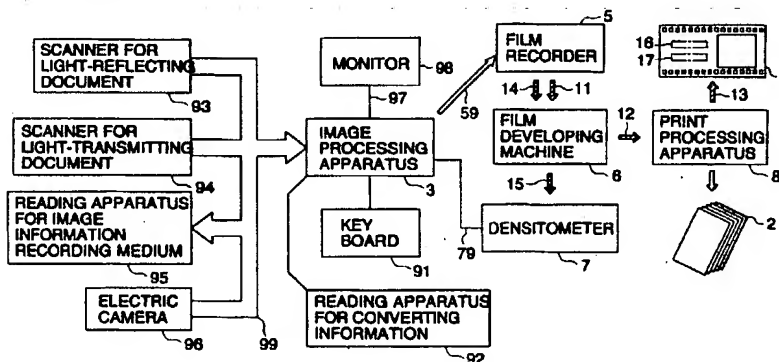 SCANNER FOR
LIGHT-REFLECTING
DOCUMENT
93
SCANNER FOR
LIGHT-TRANSMITTING
DOCUMENT
94
READING APPARATUS
FOR IMAGE
INFORMATION
RECORDING MEDIUM
95
ELECTRIC
CAMERA
96
99
MONITOR
98
97
IMAGE
PROCESSING
APPARATUS
3
KEY
BOARD
91
READING APPARATUS
FOR CONVERTING
INFORMATION
92
59
79
5
FILM
RECORDER
14
11
FILM
DEVELOPING
MACHINE
6
12
15
DENSITOMETER
7
16
17
13
PRINT
PROCESSING
APPARATUS
8
2